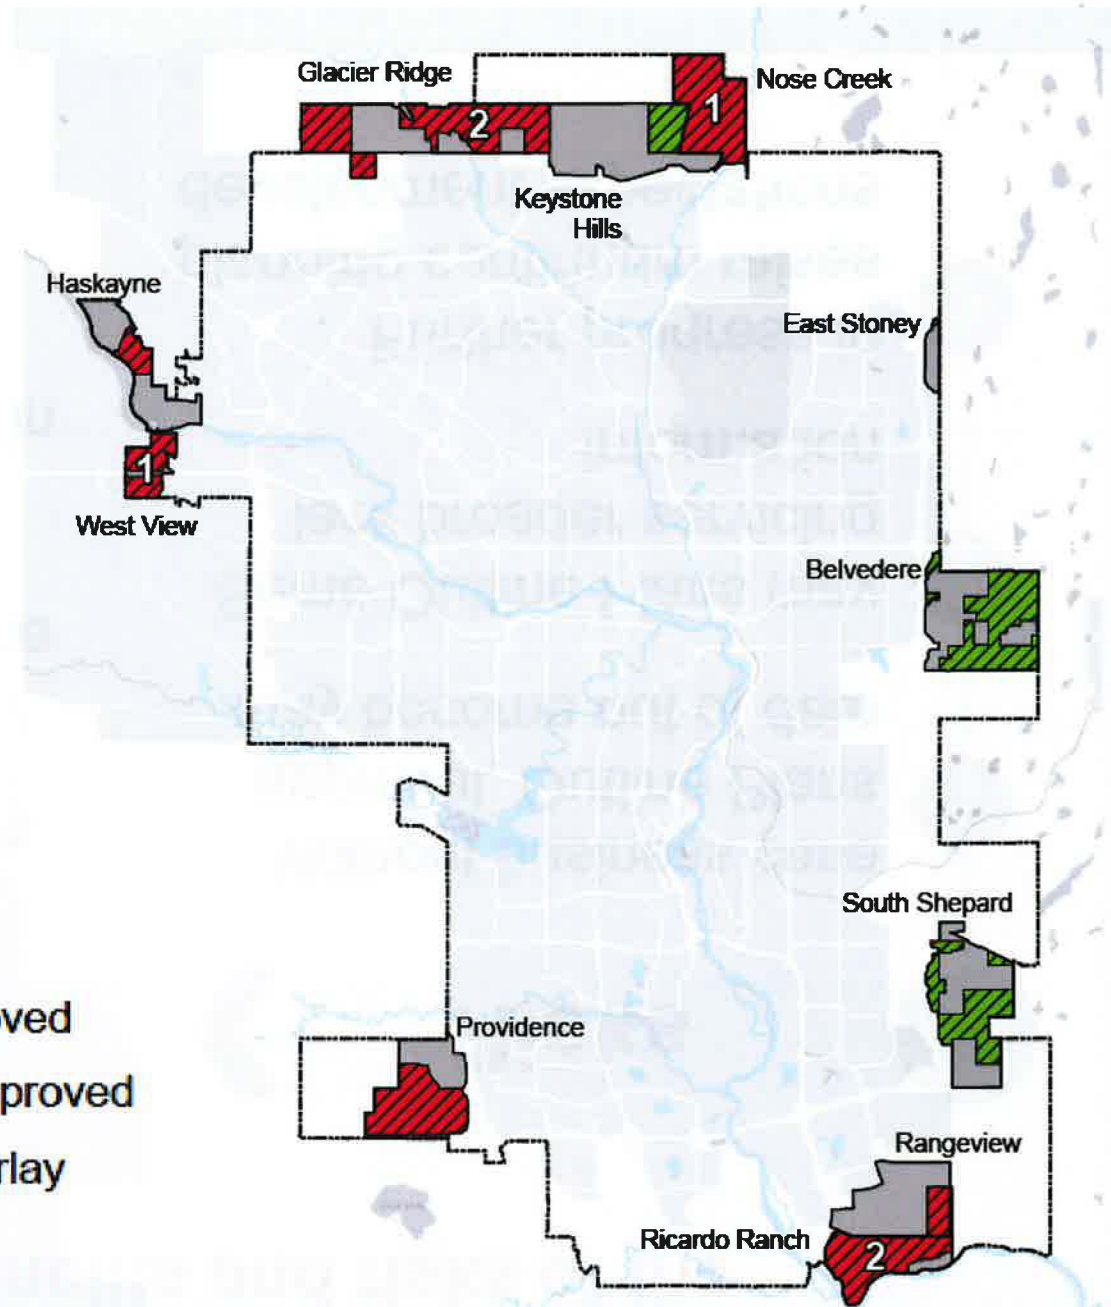 Glacier Ridge
Nose Creek
1
2
Keystone
Hills
Haskayne
East Stoney
1
West View
Belvedere
South Shepard
oved
Providence
proved
Rangeview
rlay
Ricardo Ranch
2